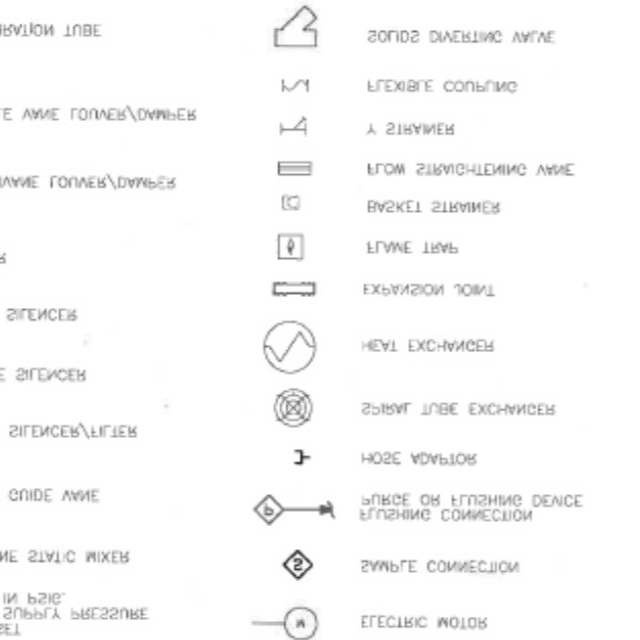 SET
SUPPLY PRESSURE
IN PSIG.
NE STATIC MIXER
GUIDE VANE
SILENCER/FILTER
E SILENCER
SILENCER
R
VANE LOUVER/DAMPER
E VANE LOUVER/DAMPER
RATION TUBE
M ELECTRIC MOTOR
S SAMPLE CONNECTION
FLUSHING CONNECTION
P PURGE OR FLUSHING DEVICE
HOSE ADAPTOR
SPIRAL TUBE EXCHANGER
HEAT EXCHANGER
EXPANSION JOINT
FLAME TRAP
BASKET STRAINER
FLOW STRAIGHTENING VANE
Y STRAINER
FLEXIBLE COUPLING
SOLIDS DIVERTING VALVE